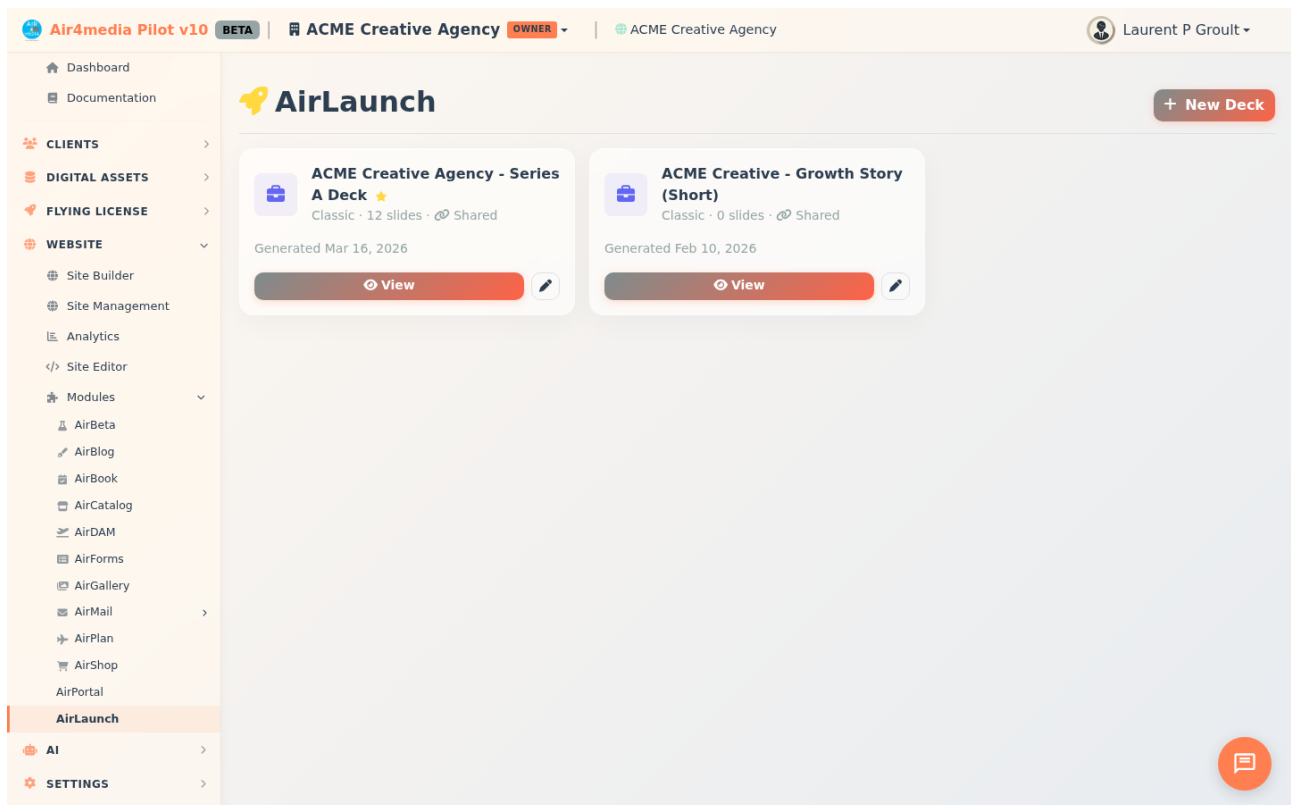 Air4media Pilot v10 BETA ACME Creative Agency OWNER ACME Creative Agency Laurent P Groult
Dashboard
Documentation
CLIENTS
DIGITAL ASSETS
FLYING LICENSE
WEBSITE
Site Builder
Site Management
Analytics
Site Editor
Modules
AirBeta
AirBlog
AirBook
AirCatalog
AirDAM
AirForms
AirGallery
AirMail
AirPlan
AirShop
AirPortal
AirLaunch
AI
SETTINGS
AirLaunch
New Deck
ACME Creative Agency - Series
A Deck
Classic · 12 slides · Shared
Generated Mar 16, 2026
View
ACME Creative - Growth Story
(Short)
Classic · 0 slides · Shared
Generated Feb 10, 2026
View